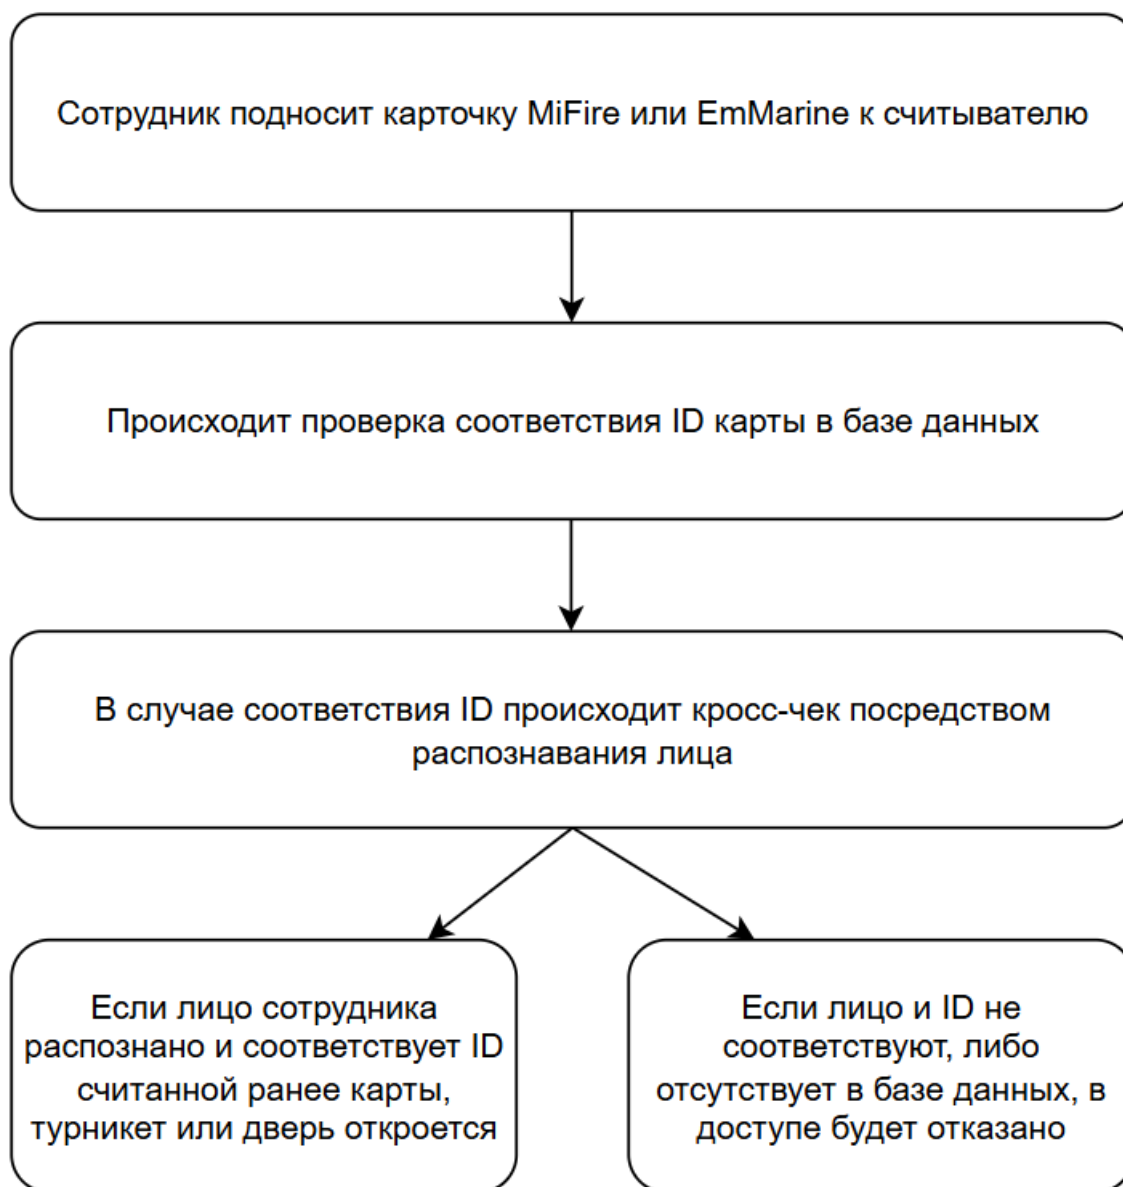 Сотрудник подносит карточку MiFire или EmMarine к считывателю
Происходит проверка соответствия ID карты в базе данных
В случае соответствия ID происходит кросс-чек посредством
распознавания лица
Если лицо сотрудника
распознано и соответствует ID
считанной ранее карты,
турникет или дверь откроется
Если лицо и ID не
соответствуют, либо
отсутствует в базе данных, в
доступе будет отказано